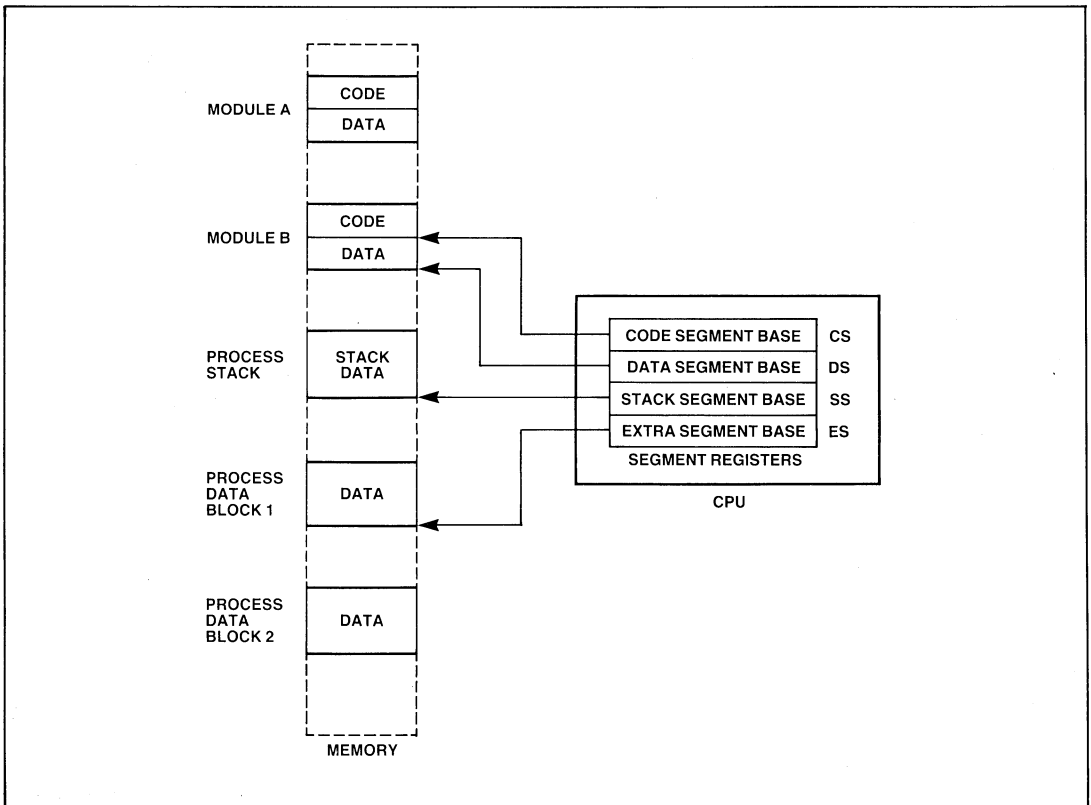 MODULE A
CODE
DATA
MODULE B
CODE
DATA
PROCESS
STACK
STACK
DATA
PROCESS
DATA
BLOCK 1
DATA
PROCESS
DATA
BLOCK 2
DATA
MEMORY
CODE SEGMENT BASE CS
DATA SEGMENT BASE DS
STACK SEGMENT BASE SS
EXTRA SEGMENT BASE ES
SEGMENT REGISTERS
CPU